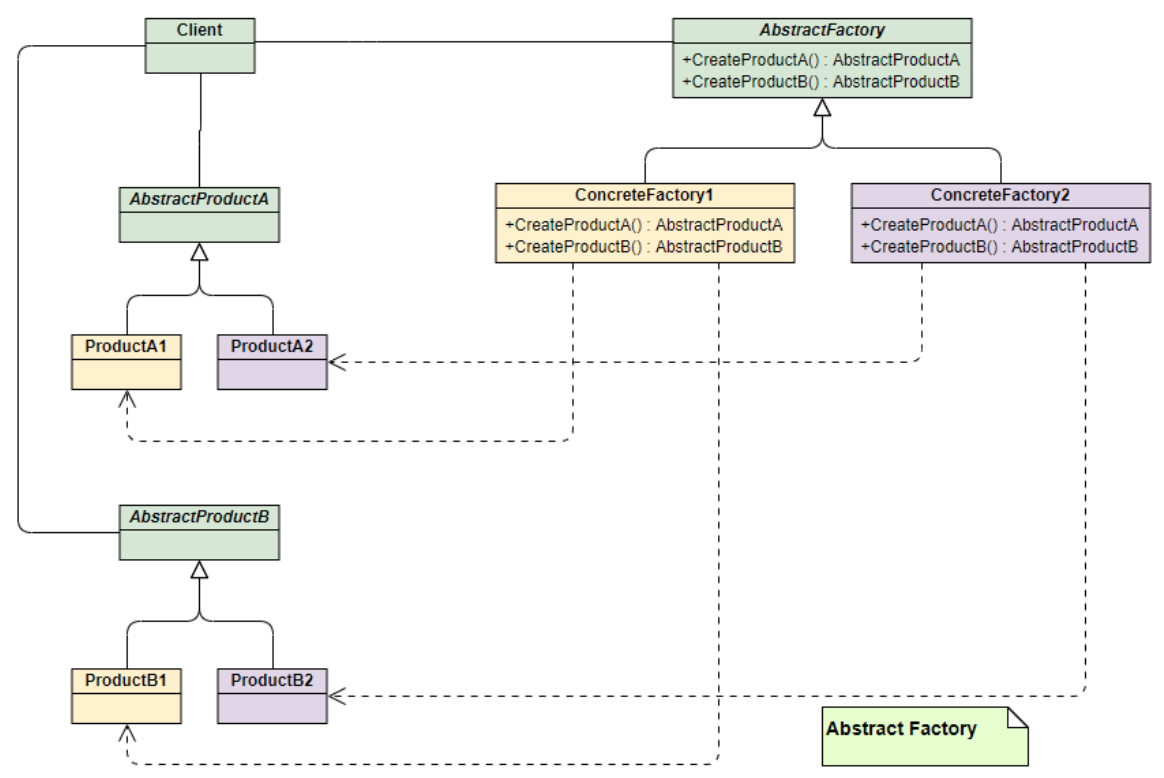 Client
AbstractFactory
+CreateProductA() : AbstractProductA
+CreateProductB() : AbstractProductB
AbstractProductA
ConcreteFactory1
+CreateProductA() : AbstractProductA
+CreateProductB() : AbstractProductB
ConcreteFactory2
+CreateProductA() : AbstractProductA
+CreateProductB() : AbstractProductB
ProductA1
ProductA2
AbstractProductB
ProductB1
ProductB2
Abstract Factory